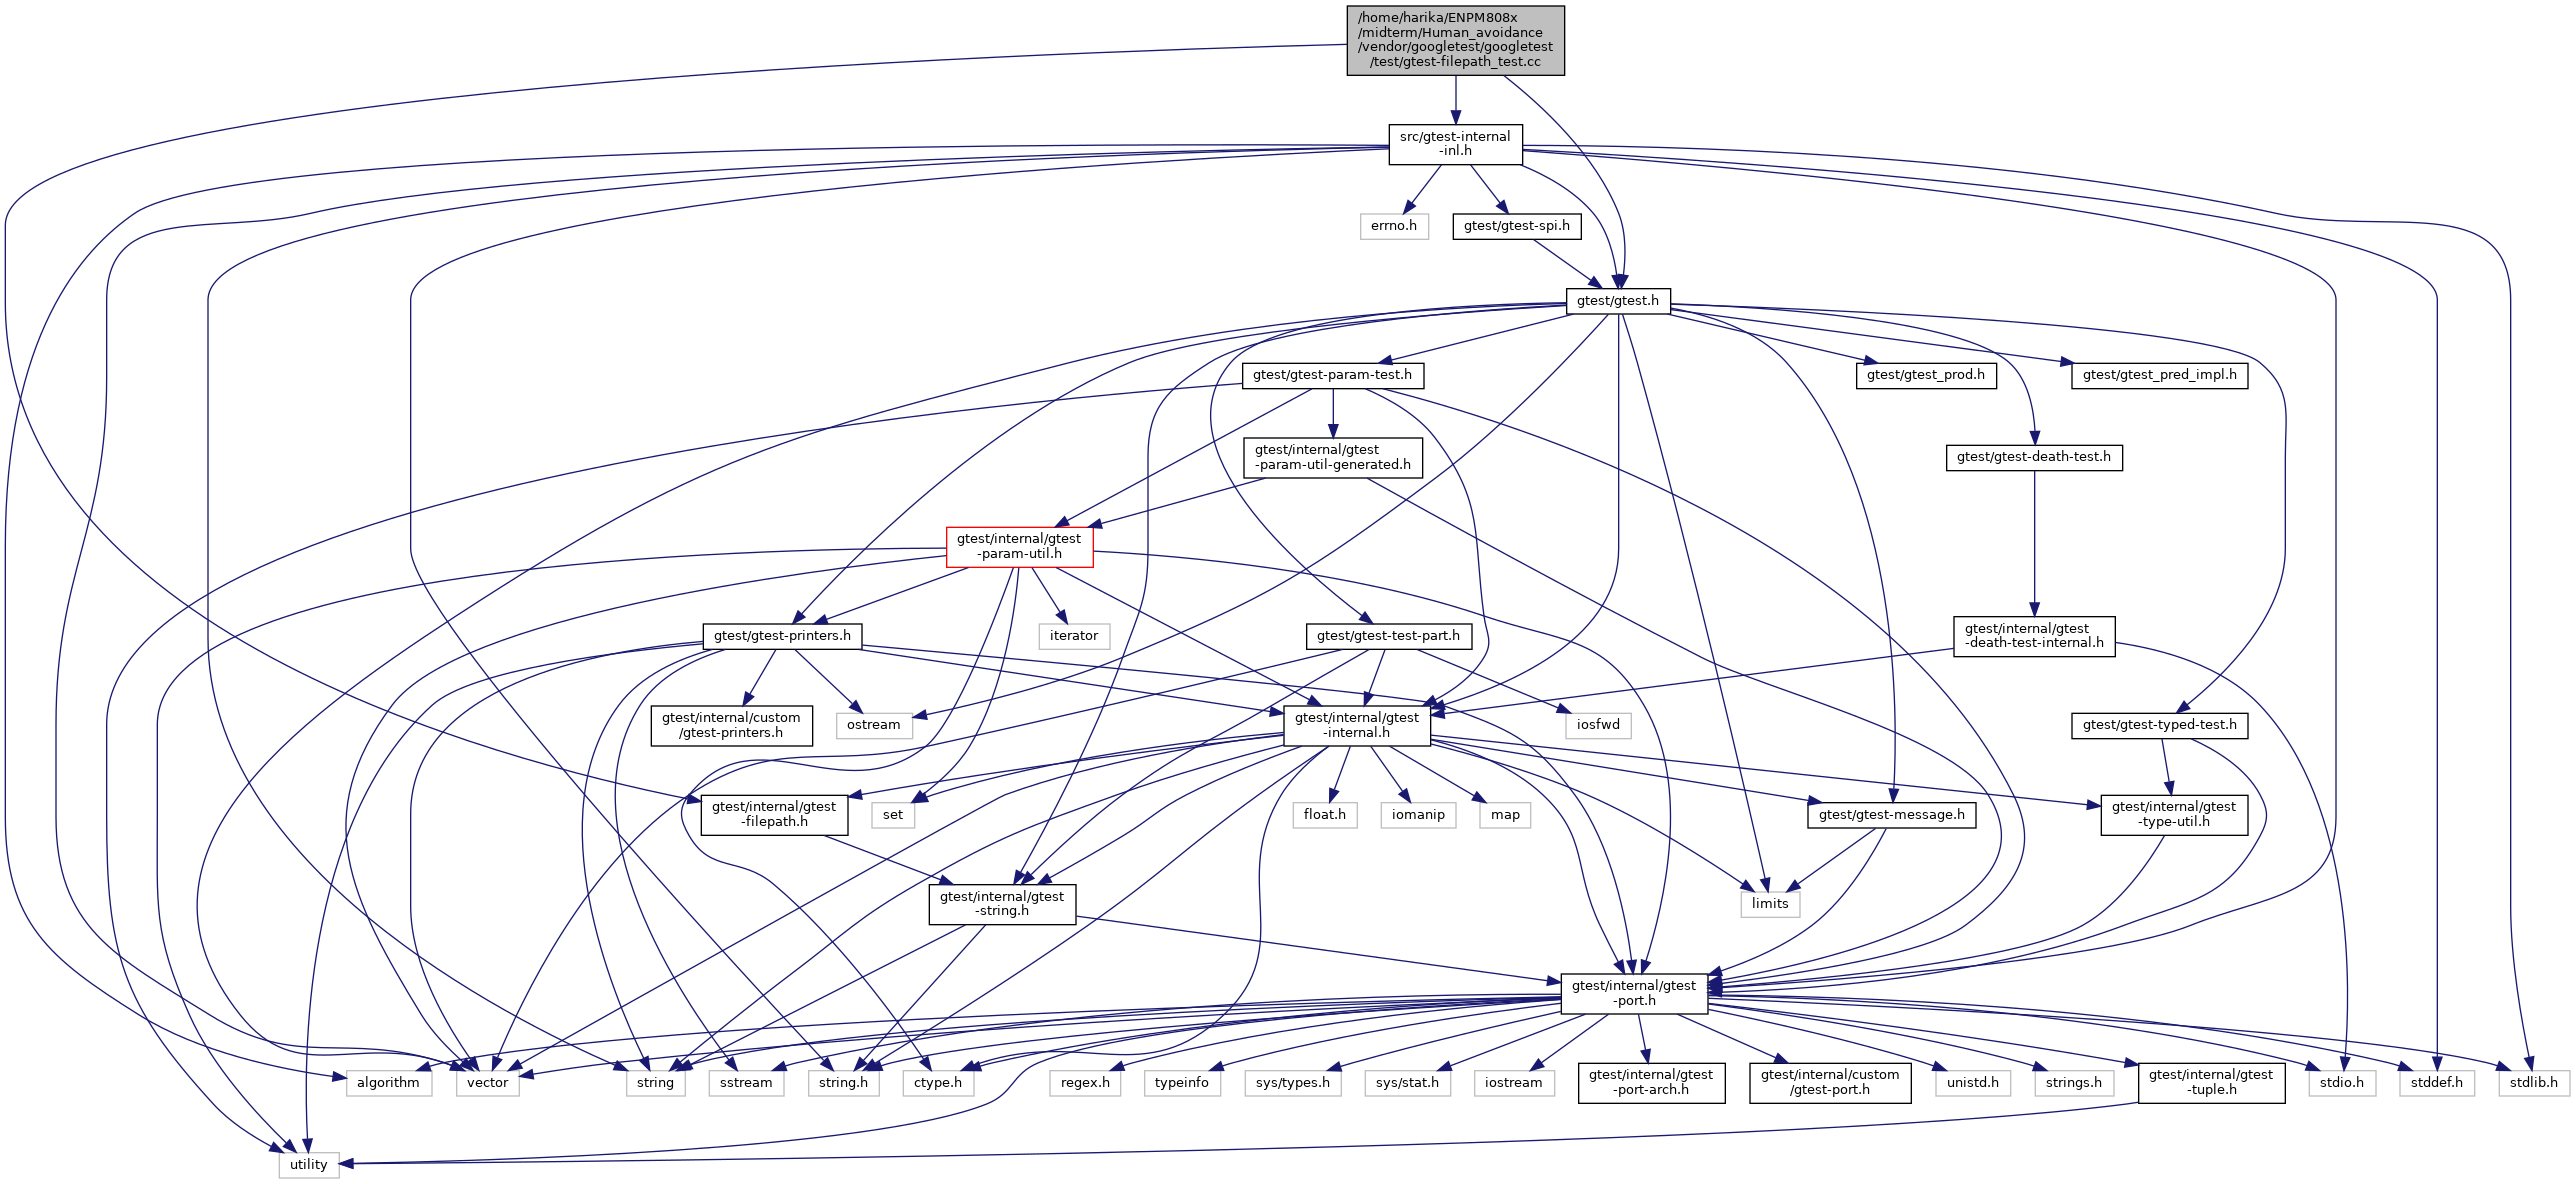 /home/harika/ENPM808x
/midterm/Human_avoidance
/vendor/googletest/googletest
/test/gtest-filepath_test.cc
src/gtest-internal
-inl.h
errno.h
gtest/gtest-spi.h
gtest/gtest.h
gtest/gtest-param-test.h
gtest/gtest_prod.h
gtest/gtest_pred_impl.h
gtest/internal/gtest
-param-util-generated.h
gtest/gtest-death-test.h
gtest/internal/gtest
-param-util.h
gtest/gtest-printers.h
iterator
gtest/gtest-test-part.h
gtest/internal/gtest
-death-test-internal.h
gtest/internal/custom
/gtest-printers.h
ostream
gtest/internal/gtest
-internal.h
iosfwd
gtest/gtest-typed-test.h
gtest/internal/gtest
-filepath.h
set
float.h
iomanip
map
gtest/gtest-message.h
gtest/internal/gtest
-type-util.h
gtest/internal/gtest
-string.h
limits
gtest/internal/gtest
-port.h
algorithm
vector
string
sstream
string.h
ctype.h
regex.h
typeinfo
sys/types.h
sys/stat.h
iostream
gtest/internal/gtest
-port-arch.h
gtest/internal/custom
/gtest-port.h
unistd.h
strings.h
gtest/internal/gtest
-tuple.h
stdio.h
stddef.h
stdlib.h
utility